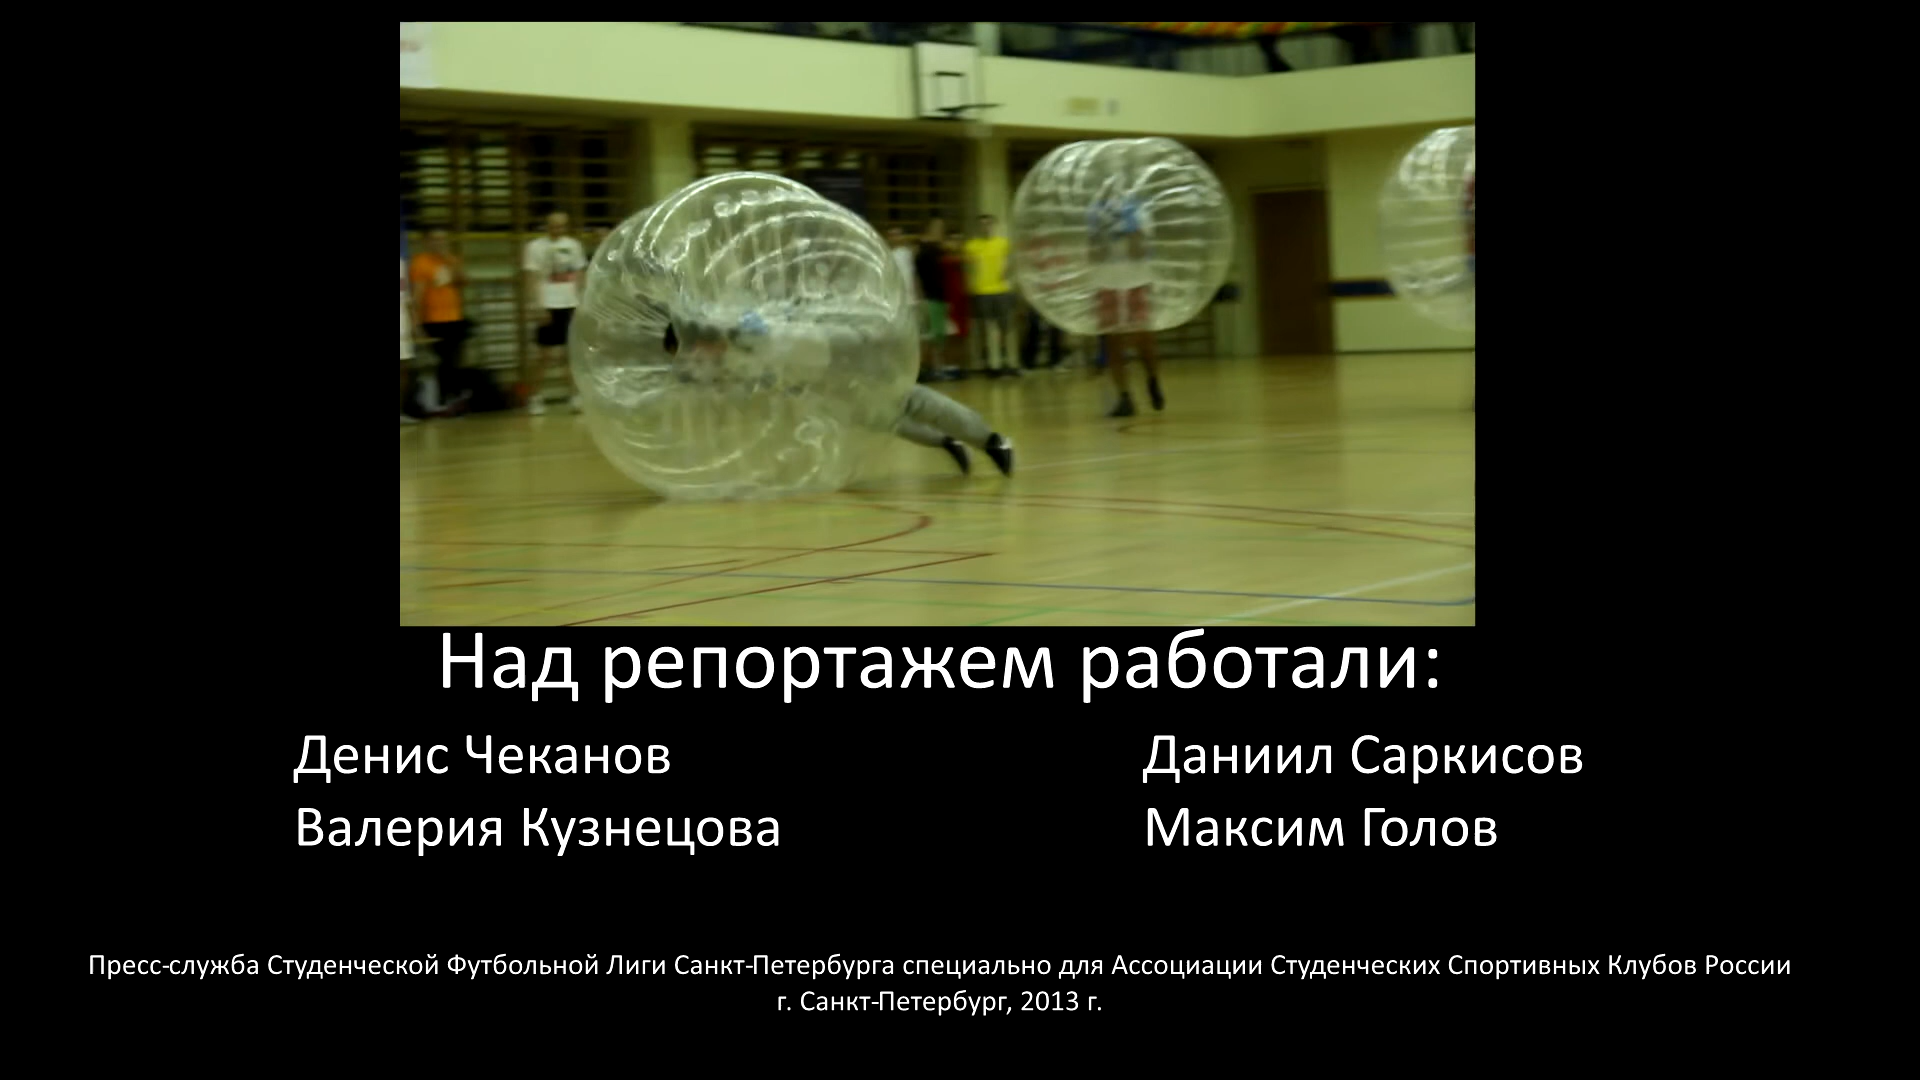 Над репортажем работали:
Денис Чеканов
Даниил Саркисов
Валерия Кузнецова
Максим Голов
Пресс-служба Студенческой Футбольной Лиги Санкт-Петербурга специально для Ассоциации Студенческих Спортивных Клубов России
г. Санкт-Петербург, 2013 г.